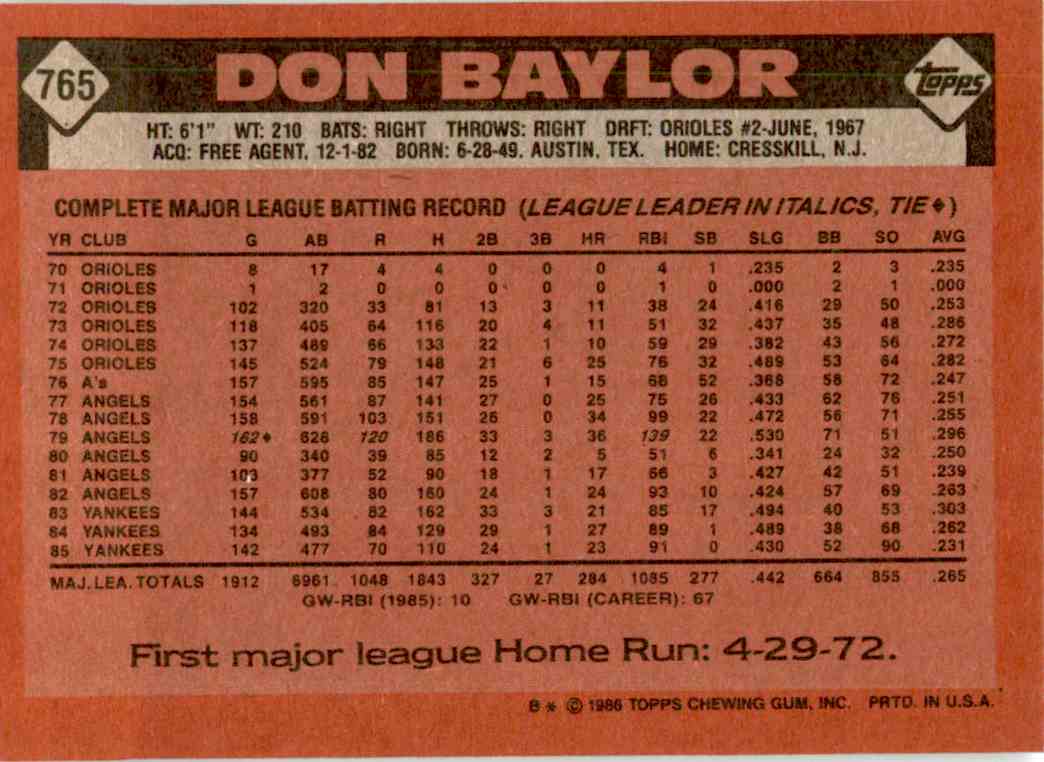 765 DON BAYLOR TOPPS
HT: 6'1" WT: 210 BATS: RIGHT THROWS: RIGHT DRFT: ORIOLES #2-JUNE, 1967
ACQ: FREE AGENT, 12-1-82 BORN: 6-28-49, AUSTIN, TEX. HOME: CRESSKILL, N.J.
COMPLETE MAJOR LEAGUE BATTING RECORD (LEAGUE LEADER IN ITALICS, TIE♦)
YR CLUB G AB R H 2B 3B HR RBI SB SLG BB SO AVG
70 ORIOLES 8 17 4 4 0 0 0 4 1 .235 2 3 .235
71 ORIOLES 1 2 0 0 0 0 0 1 0 .000 2 1 .000
72 ORIOLES 102 320 33 81 13 3 11 38 24 .416 29 50 .253
73 ORIOLES 118 405 64 116 20 4 11 51 32 .437 35 48 .286
74 ORIOLES 137 489 66 133 22 1 10 59 29 .382 43 56 .272
75 ORIOLES 145 524 79 148 21 6 25 76 32 .489 53 64 .282
76 A's 157 595 85 147 25 1 15 68 52 .368 58 72 .247
77 ANGELS 154 561 87 141 27 0 25 75 26 .433 62 76 .251
78 ANGELS 158 591 103 151 26 0 34 99 22 .472 56 71 .255
79 ANGELS 162♦ 628 120 186 33 3 36 139 22 .530 71 51 .296
80 ANGELS 90 340 39 85 12 2 5 51 6 .341 24 32 .250
81 ANGELS 103 377 52 90 18 1 17 66 3 .427 42 51 .239
82 ANGELS 157 608 80 160 24 1 24 93 10 .424 57 69 .263
83 YANKEES 144 534 82 162 33 3 21 85 17 .494 40 53 .303
84 YANKEES 134 493 84 129 29 1 27 89 1 .489 38 68 .262
85 YANKEES 142 477 70 110 24 1 23 91 0 .430 52 90 .231
MAJ. LEA. TOTALS 1912 6961 1048 1843 327 27 284 1085 277 .442 664 855 .265
GW-RBI (1985): 10 GW-RBI (CAREER): 67
First major league Home Run: 4-29-72.
B * © 1986 TOPPS CHEWING GUM, INC. PRTD. IN U.S.A.